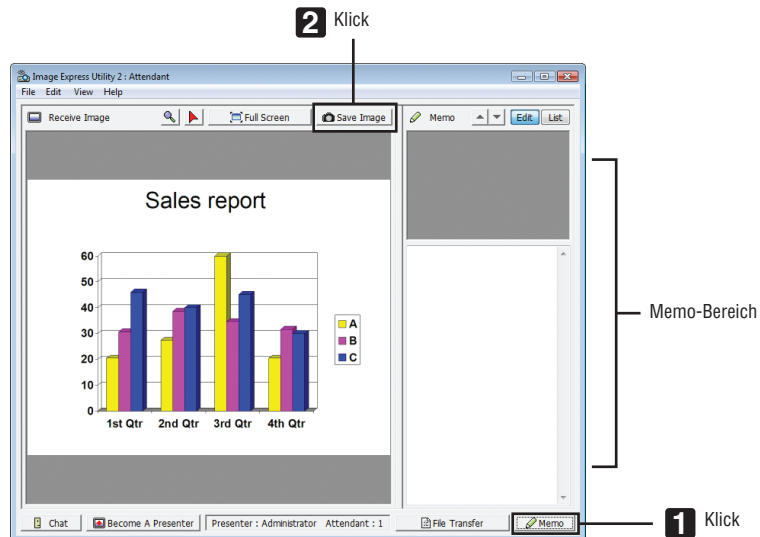 2 Klick
Image Express Utility 2 : Attendant
File Edit View Help
Receive Image Full Screen Save Image Memo Edit List
Sales report
60
50
40
30
20
10
0
A
B
C
1st Qtr 2nd Qtr 3rd Qtr 4th Qtr
Memo-Bereich
Chat Become A Presenter Presenter : Administrator Attendant : 1 File Transfer Memo
1 Klick